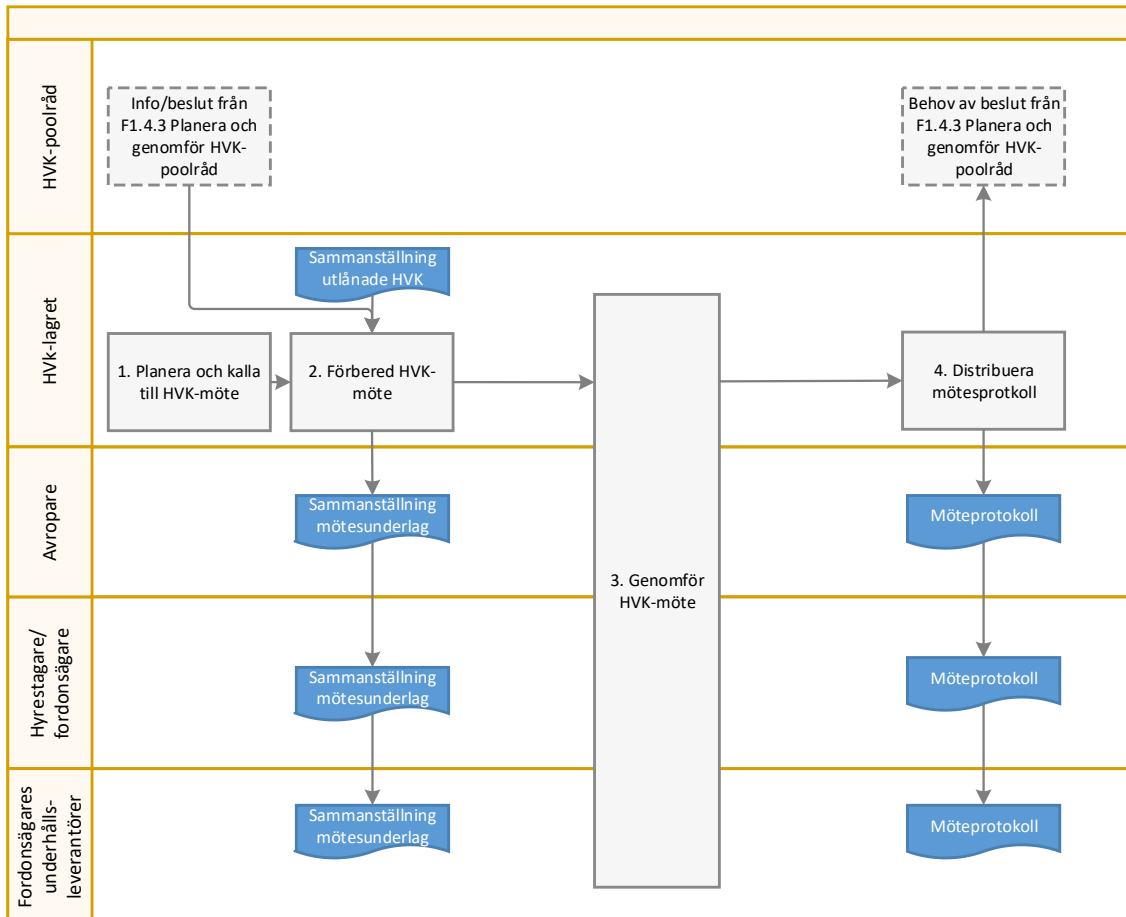 HVK-poolråd
Info/beslut från
F1.4.3 Planera och
genomför HVK-
poolråd
Behov av beslut från
F1.4.3 Planera och
genomför HVK-
poolråd
HVk-lagret
Sammanställning
utlånade HVK
1. Planera och kalla
till HVK-möte
2. Förbered HVK-
möte
4. Distribuera
mötesprotkoll
Avropare
Sammanställning
mötesunderlag
Möteprotokoll
3. Genomför
HVK-möte
Hyrestagare/
fordonsägare
Sammanställning
mötesunderlag
Möteprotokoll
Fordonsägares
underhålls-
leverantörer
Sammanställning
mötesunderlag
Möteprotokoll